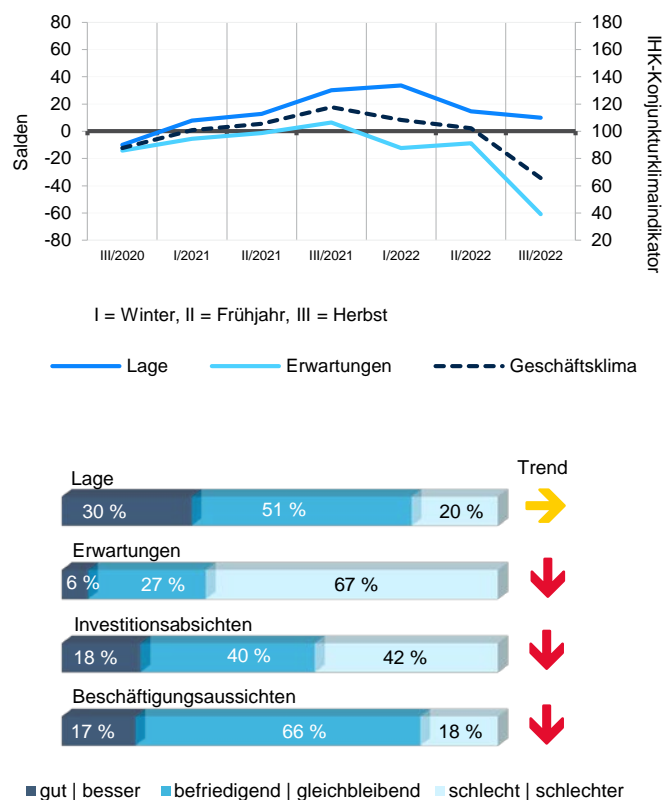 80 180
60 160
40 140
20 120
0 100
-20 80
-40 60
-60 40
-80 20
Salden
IHK-Konjunkturklimaindikator
III/2020 I/2021 II/2021 III/2021 I/2022 II/2022 III/2022
I = Winter, II = Frühjahr, III = Herbst
Lage Erwartungen Geschäftsklima
Trend
Lage
30 % 51 % 20 %
Erwartungen
6 % 27 % 67 %
Investitionsabsichten
18 % 40 % 42 %
Beschäftigungsaussichten
17 % 66 % 18 %
gut | besser befriedigend | gleichbleibend schlecht | schlechter